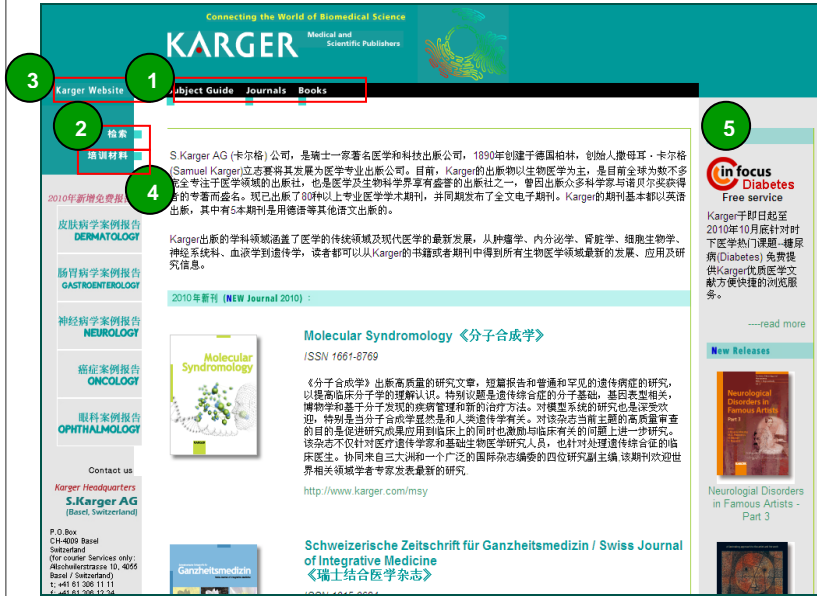 Connecting the World of Biomedical Science
KARGER
Medical and
Scientific Publishers
3
1
Karger Website
Subject Guide Journals Books
2
检索
培训材料
4
5
S.Karger AG (卡尔格) 公司，是瑞士一家著名医学和科技出版公司，1890年创建于德国柏林，创始人撒母耳·卡尔格
(Samuel Karger)立志要将其发展为医学专业出版公司。目前，Karger的出版物以生物医学为主，是目前全球为数不多
完全专注于医学领域的出版社，也是医学及生物科学界享有盛誉的出版社之一，曾因出版众多科学家与诺贝尔奖获得
者的专著而盛名。现已出版了80种以上专业医学学术期刊，并同期发布了全文电子期刊。Karger的期刊基本都以英语
出版，其中有5本期刊是用德语等其他语文出版的。
Karger出版的学科领域涵盖了医学的传统领域及现代医学的最新发展，从肿瘤学、内分泌学、肾脏学、细胞生物学、
神经系统科、血液学到遗传学，读者都可以从Karger的书籍或者期刊中得到所有生物医学领域最新的发展、应用及研
究信息。
2010年新增免费报
皮肤病学案例报告
DERMATOLOGY
肠胃病学案例报告
GASTROENTEROLOGY
神经病学案例报告
NEUROLOGY
癌症案例报告
ONCOLOGY
眼科案例报告
OPHTHALMOLOGY
Contact us
Karger Headquarters
S.Karger AG
(Basel, Switzerland)
P.O.Box
CH-4009 Basel
Switzerland
(for courier Services only:
Allschwilerstrasse 10, 4055
Basel / Switzerland)
t: +41 61 306 11 11
f: +41 61 306 12 34
2010年新刊 (NEW Journal 2010)：
Molecular
Syndromology
KARGER
Molecular Syndromology 《分子合成学》
ISSN 1661-8769
《分子合成学》出版高质量的研究文章，短篇报告和普通和罕见的遗传病症的研究，
以提高临床分子学的理解认识。特别议题是遗传综合症的分子基础，基因表型相关，
博物学和基于分子发现的疾病管理和新的治疗方法。对模型系统的研究也是深受欢
迎，特别是当分子合成学显然是和人类遗传学有关。对该杂志当前主题的高质量审查
的目的是促进研究成果应用到临床上的同时也激励与临床有关的问题上进一步研究。
该杂志不仅针对医疗遗传学家和基础生物医学研究人员，也针对处理遗传综合征的临
床医生。协同来自三大洲和一个广泛的国际杂志编委的四位研究副主编,该期刊欢迎世
界相关领域学者专家发表最新的研究.
http://www.karger.com/msy
Ganzheitsmedizin
Schweizerische Zeitschrift für Ganzheitsmedizin / Swiss Journal
of Integrative Medicine
《瑞士结合医学杂志》
in focus
Diabetes
Free service
Karger于即日起至
2010年10月底针对时
下医学热门课题--糖尿
病(Diabetes) 免费提
供Karger优质医学文
献方便快捷的浏览服
务。
----read more
New Releases
Neurological
Disorders in
Famous Artists
Part 3
Neurologial Disorders
in Famous Artists -
Part 3